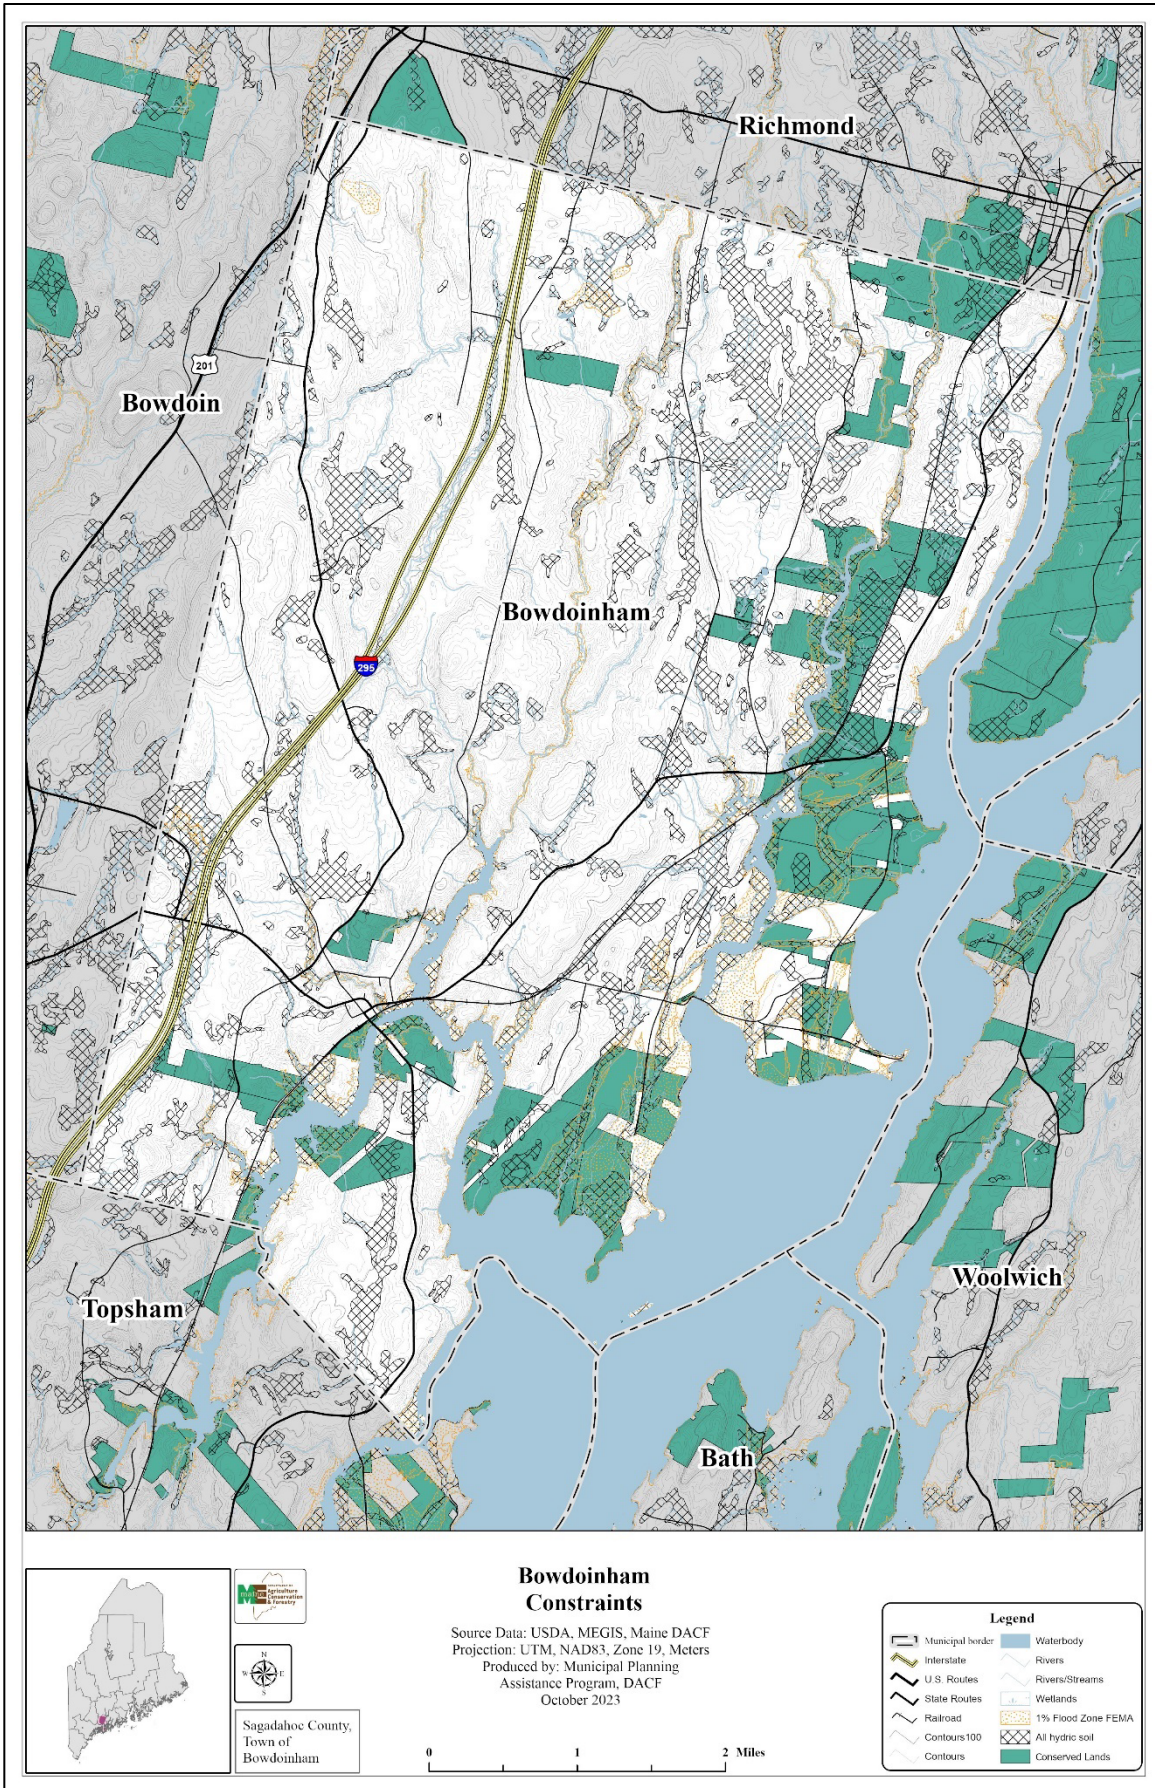 Richmond
201
Bowdoin
Bowdoinham
295
Woolwich
Topsham
Bath
Bowdoinham
Constraints
Source Data: USDA, MEGIS, Maine DACF
Projection: UTM, NAD83, Zone 19, Meters
Produced by: Municipal Planning
Assistance Program, DACF
October 2023
Agriculture
Conservation
& Forestry
N
W E
S
Sagadahoc County,
Town of
Bowdoinham
0 1 2 Miles
Legend
Municipal border
Interstate
U.S. Routes
State Routes
Railroad
Contours100
Contours
Waterbody
Rivers
Rivers/Streams
Wetlands
1% Flood Zone FEMA
All hydric soil
Conserved Lands